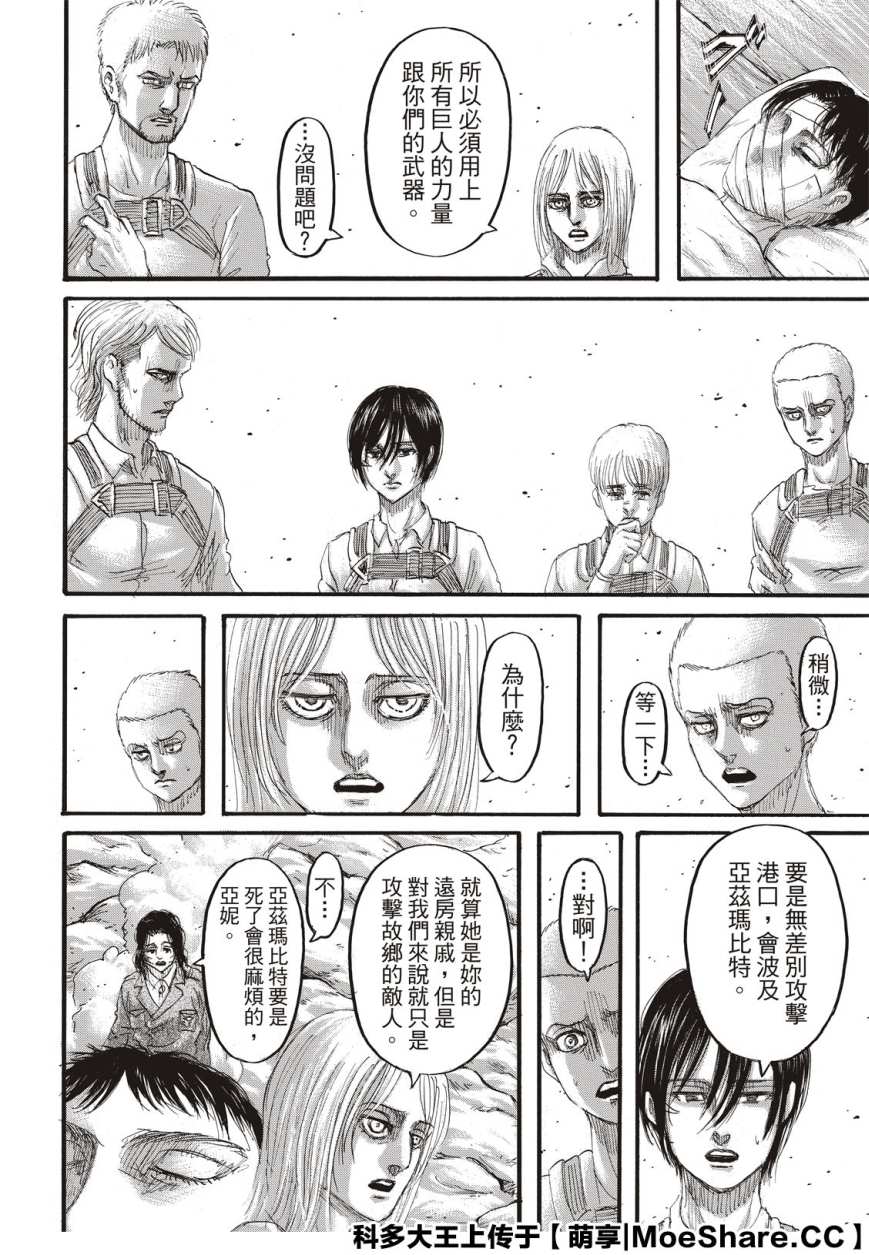 所以必須用上
所有巨人的力量
跟你們的武器。
…沒問題吧?
稍微…
等一下…
為什麼?
要是無差別攻擊
港口，會波及
亞茲瑪比特。
…對啊!
就算她是妳的
遠房親戚，但是
對我們來說就只是
攻擊故鄉的敵人。
不…
亞茲瑪比特要是
死了會很麻煩的，
亞妮。
科多大王上传于【萌享|MoeShare.CC】